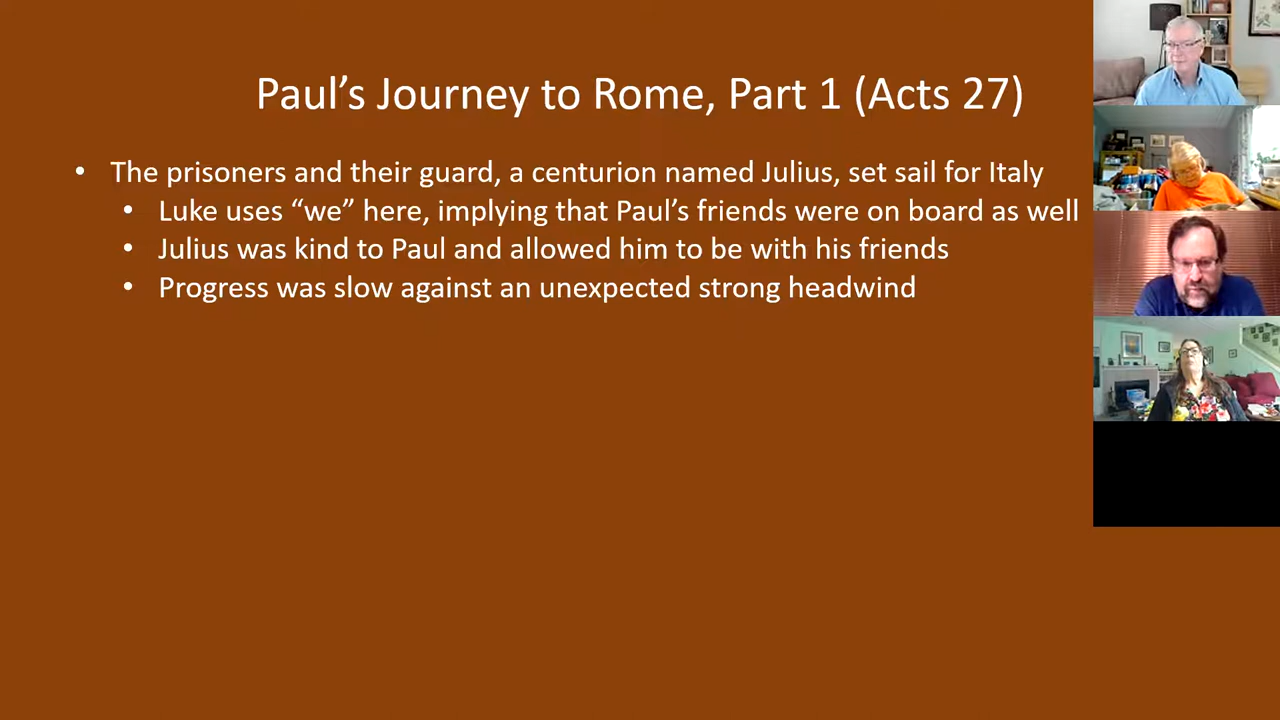 Paul’s Journey to Rome, Part 1 (Acts 27)
• The prisoners and their guard, a centurion named Julius, set sail for Italy
• Luke uses “we” here, implying that Paul’s friends were on board as well
• Julius was kind to Paul and allowed him to be with his friends
• Progress was slow against an unexpected strong headwind